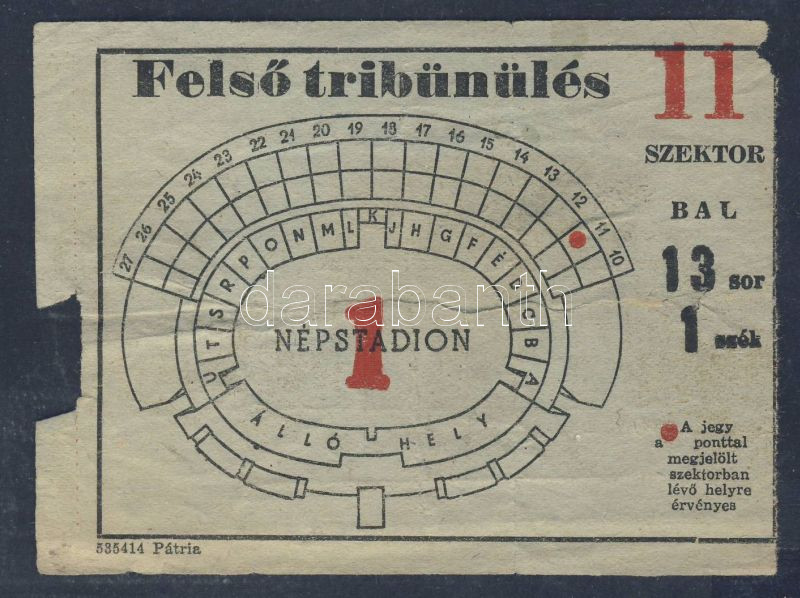 Felső tribünülés
11
SZEKTOR
BAL
13 sor
1 szék
27 26 25 24 23 22 21 20 19 18 17 16 15 14 13 12 11 10
U T S R P O N M L K J H G F É E C B A
1
NÉPSTADION
ÁLLÓ HELY
A jegy
a ponttal
megjelölt
szektorban
lévő helyre
érvényes
535414 Pátria
darabanth